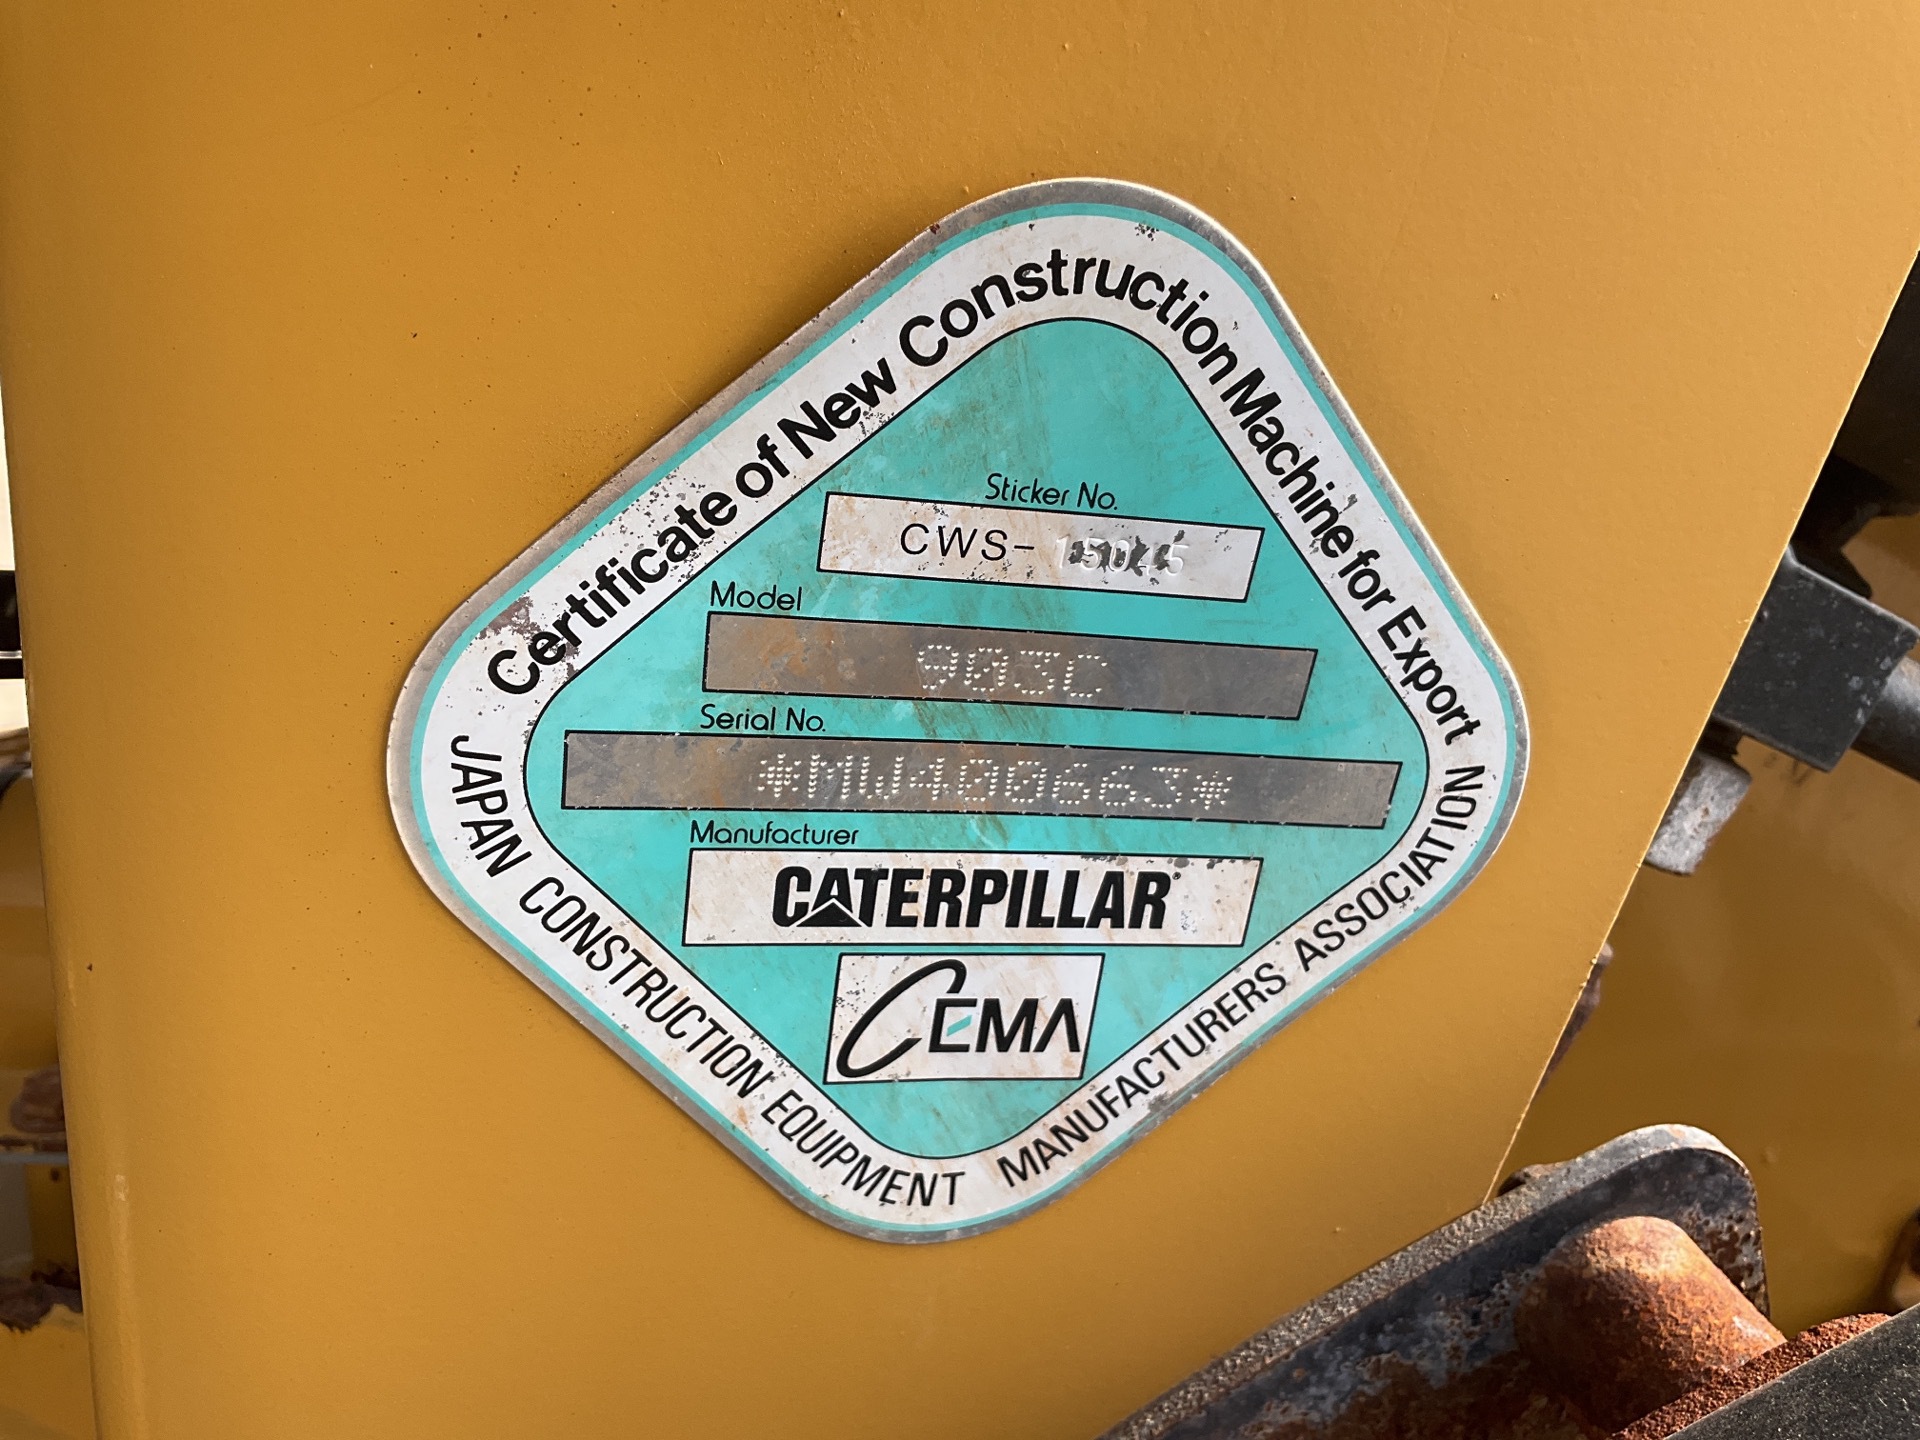 Certificate of New Construction Machine for Export
Sticker No.
CWS-
Model
903C
Serial No.
*MW400663*
Manufacturer
CATERPILLAR®
CEMA
JAPAN CONSTRUCTION EQUIPMENT MANUFACTURERS ASSOCIATION